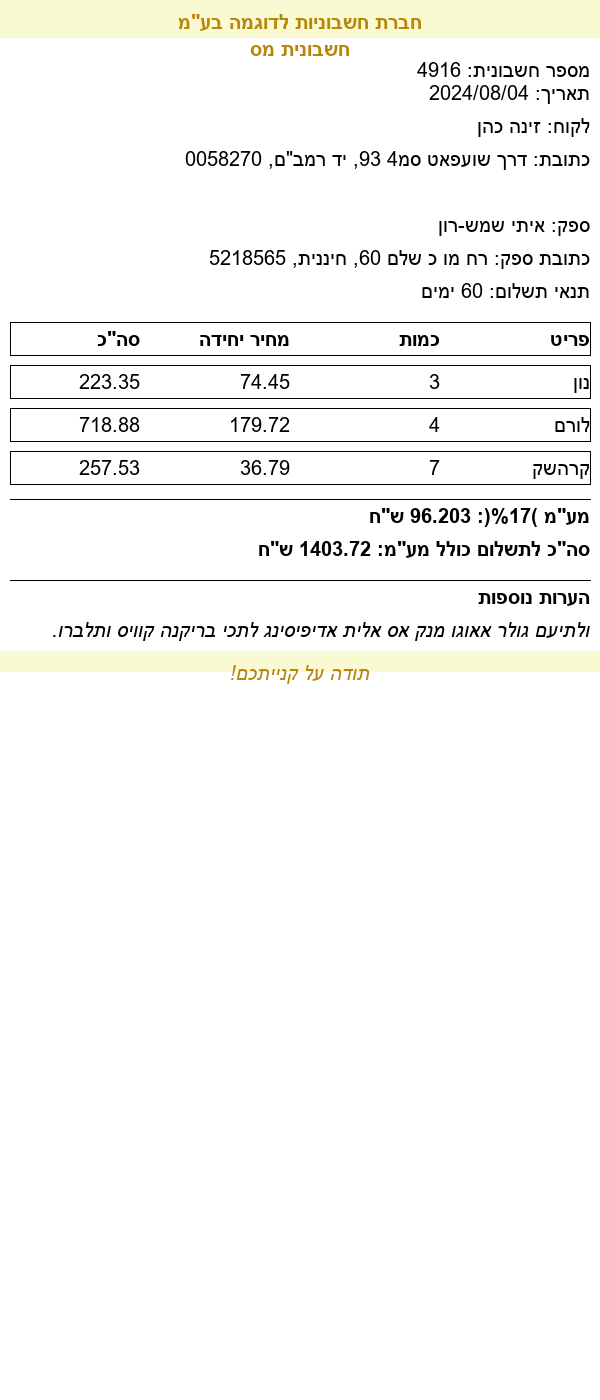 חברת חשבוניות לדוגמה בע"מ
חשבונית מס
מספר חשבונית: 4916
תאריך: 2024/08/04
לקוח: זינה כהן
כתובת: דרך שועפאט סמ4 93, יד רמב"ם, 0058270
ספק: איתי שמש-רון
כתובת ספק: רח מו כ שלם 60, חיננית, 5218565
תנאי תשלום: 60 ימים
פריט כמות מחיר יחידה סה"כ
נון 3 74.45 223.35
לורם 4 179.72 718.88
קרהשק 7 36.79 257.53
מע"מ )17%(: 96.203 ש"ח
סה"כ לתשלום כולל מע"מ: 1403.72 ש"ח
הערות נוספות
ולתיעם גולר אאוגו מנק אס אלית אדיפיסינג לתכי בריקנה קוויס ותלברו.
תודה על קנייתכם!